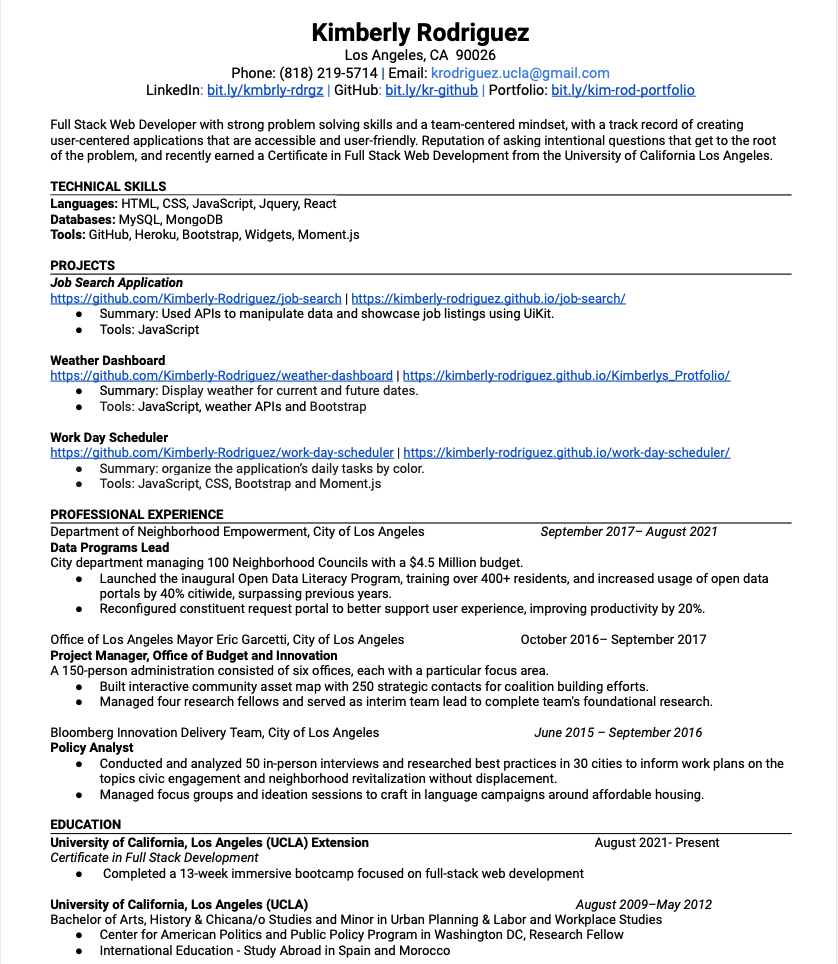 Kimberly Rodriguez
Los Angeles, CA  90026
Phone: (818) 219-5714 | Email: krodriguez.ucla@gmail.com
LinkedIn: bit.ly/kmbrly-rdrgz | GitHub: bit.ly/kr-github | Portfolio: bit.ly/kim-rod-portfolio
Full Stack Web Developer with strong problem solving skills and a team-centered mindset, with a track record of creating
user-centered applications that are accessible and user-friendly. Reputation of asking intentional questions that get to the root
of the problem, and recently earned a Certificate in Full Stack Web Development from the University of California Los Angeles.
TECHNICAL SKILLS
Languages: HTML, CSS, JavaScript, Jquery, React
Databases: MySQL, MongoDB
Tools: GitHub, Heroku, Bootstrap, Widgets, Moment.js
PROJECTS
Job Search Application
https://github.com/Kimberly-Rodriguez/job-search | https://kimberly-rodriguez.github.io/job-search/
● Summary: Used APIs to manipulate data and showcase job listings using UiKit.
● Tools: JavaScript
Weather Dashboard
https://github.com/Kimberly-Rodriguez/weather-dashboard | https://kimberly-rodriguez.github.io/Kimberlys_Protfolio/
● Summary: Display weather for current and future dates.
● Tools: JavaScript, weather APIs and Bootstrap
Work Day Scheduler
https://github.com/Kimberly-Rodriguez/work-day-scheduler | https://kimberly-rodriguez.github.io/work-day-scheduler/
● Summary: organize the application's daily tasks by color.
● Tools: JavaScript, CSS, Bootstrap and Moment.js
PROFESSIONAL EXPERIENCE
Department of Neighborhood Empowerment, City of Los Angeles September 2017– August 2021
Data Programs Lead
City department managing 100 Neighborhood Councils with a $4.5 Million budget.
● Launched the inaugural Open Data Literacy Program, training over 400+ residents, and increased usage of open data
portals by 40% citiwide, surpassing previous years.
● Reconfigured constituent request portal to better support user experience, improving productivity by 20%.
Office of Los Angeles Mayor Eric Garcetti, City of Los Angeles October 2016– September 2017
Project Manager, Office of Budget and Innovation
A 150-person administration consisted of six offices, each with a particular focus area.
● Built interactive community asset map with 250 strategic contacts for coalition building efforts.
● Managed four research fellows and served as interim team lead to complete team's foundational research.
Bloomberg Innovation Delivery Team, City of Los Angeles June 2015 – September 2016
Policy Analyst
● Conducted and analyzed 50 in-person interviews and researched best practices in 30 cities to inform work plans on the
topics civic engagement and neighborhood revitalization without displacement.
● Managed focus groups and ideation sessions to craft in language campaigns around affordable housing.
EDUCATION
University of California, Los Angeles (UCLA) Extension August 2021- Present
Certificate in Full Stack Development
● Completed a 13-week immersive bootcamp focused on full-stack web development
University of California, Los Angeles (UCLA) August 2009–May 2012
Bachelor of Arts, History & Chicana/o Studies and Minor in Urban Planning & Labor and Workplace Studies
● Center for American Politics and Public Policy Program in Washington DC, Research Fellow
● International Education - Study Abroad in Spain and Morocco